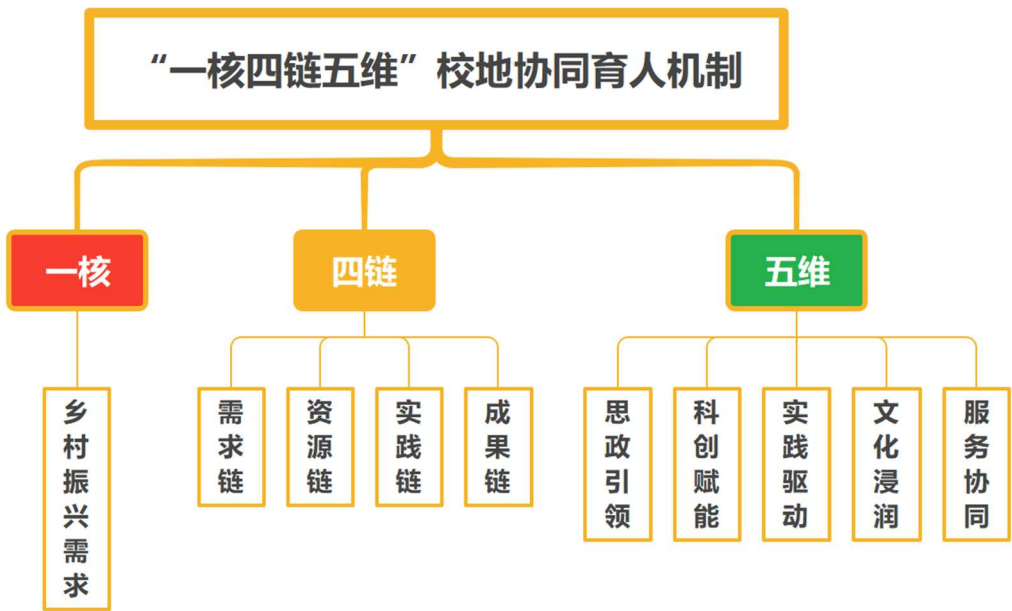 “一核四链五维”校地协同育人机制
一核
四链
五维
乡村振兴需求
需求链
资源链
实践链
成果链
思政引领
科创赋能
实践驱动
文化浸润
服务协同